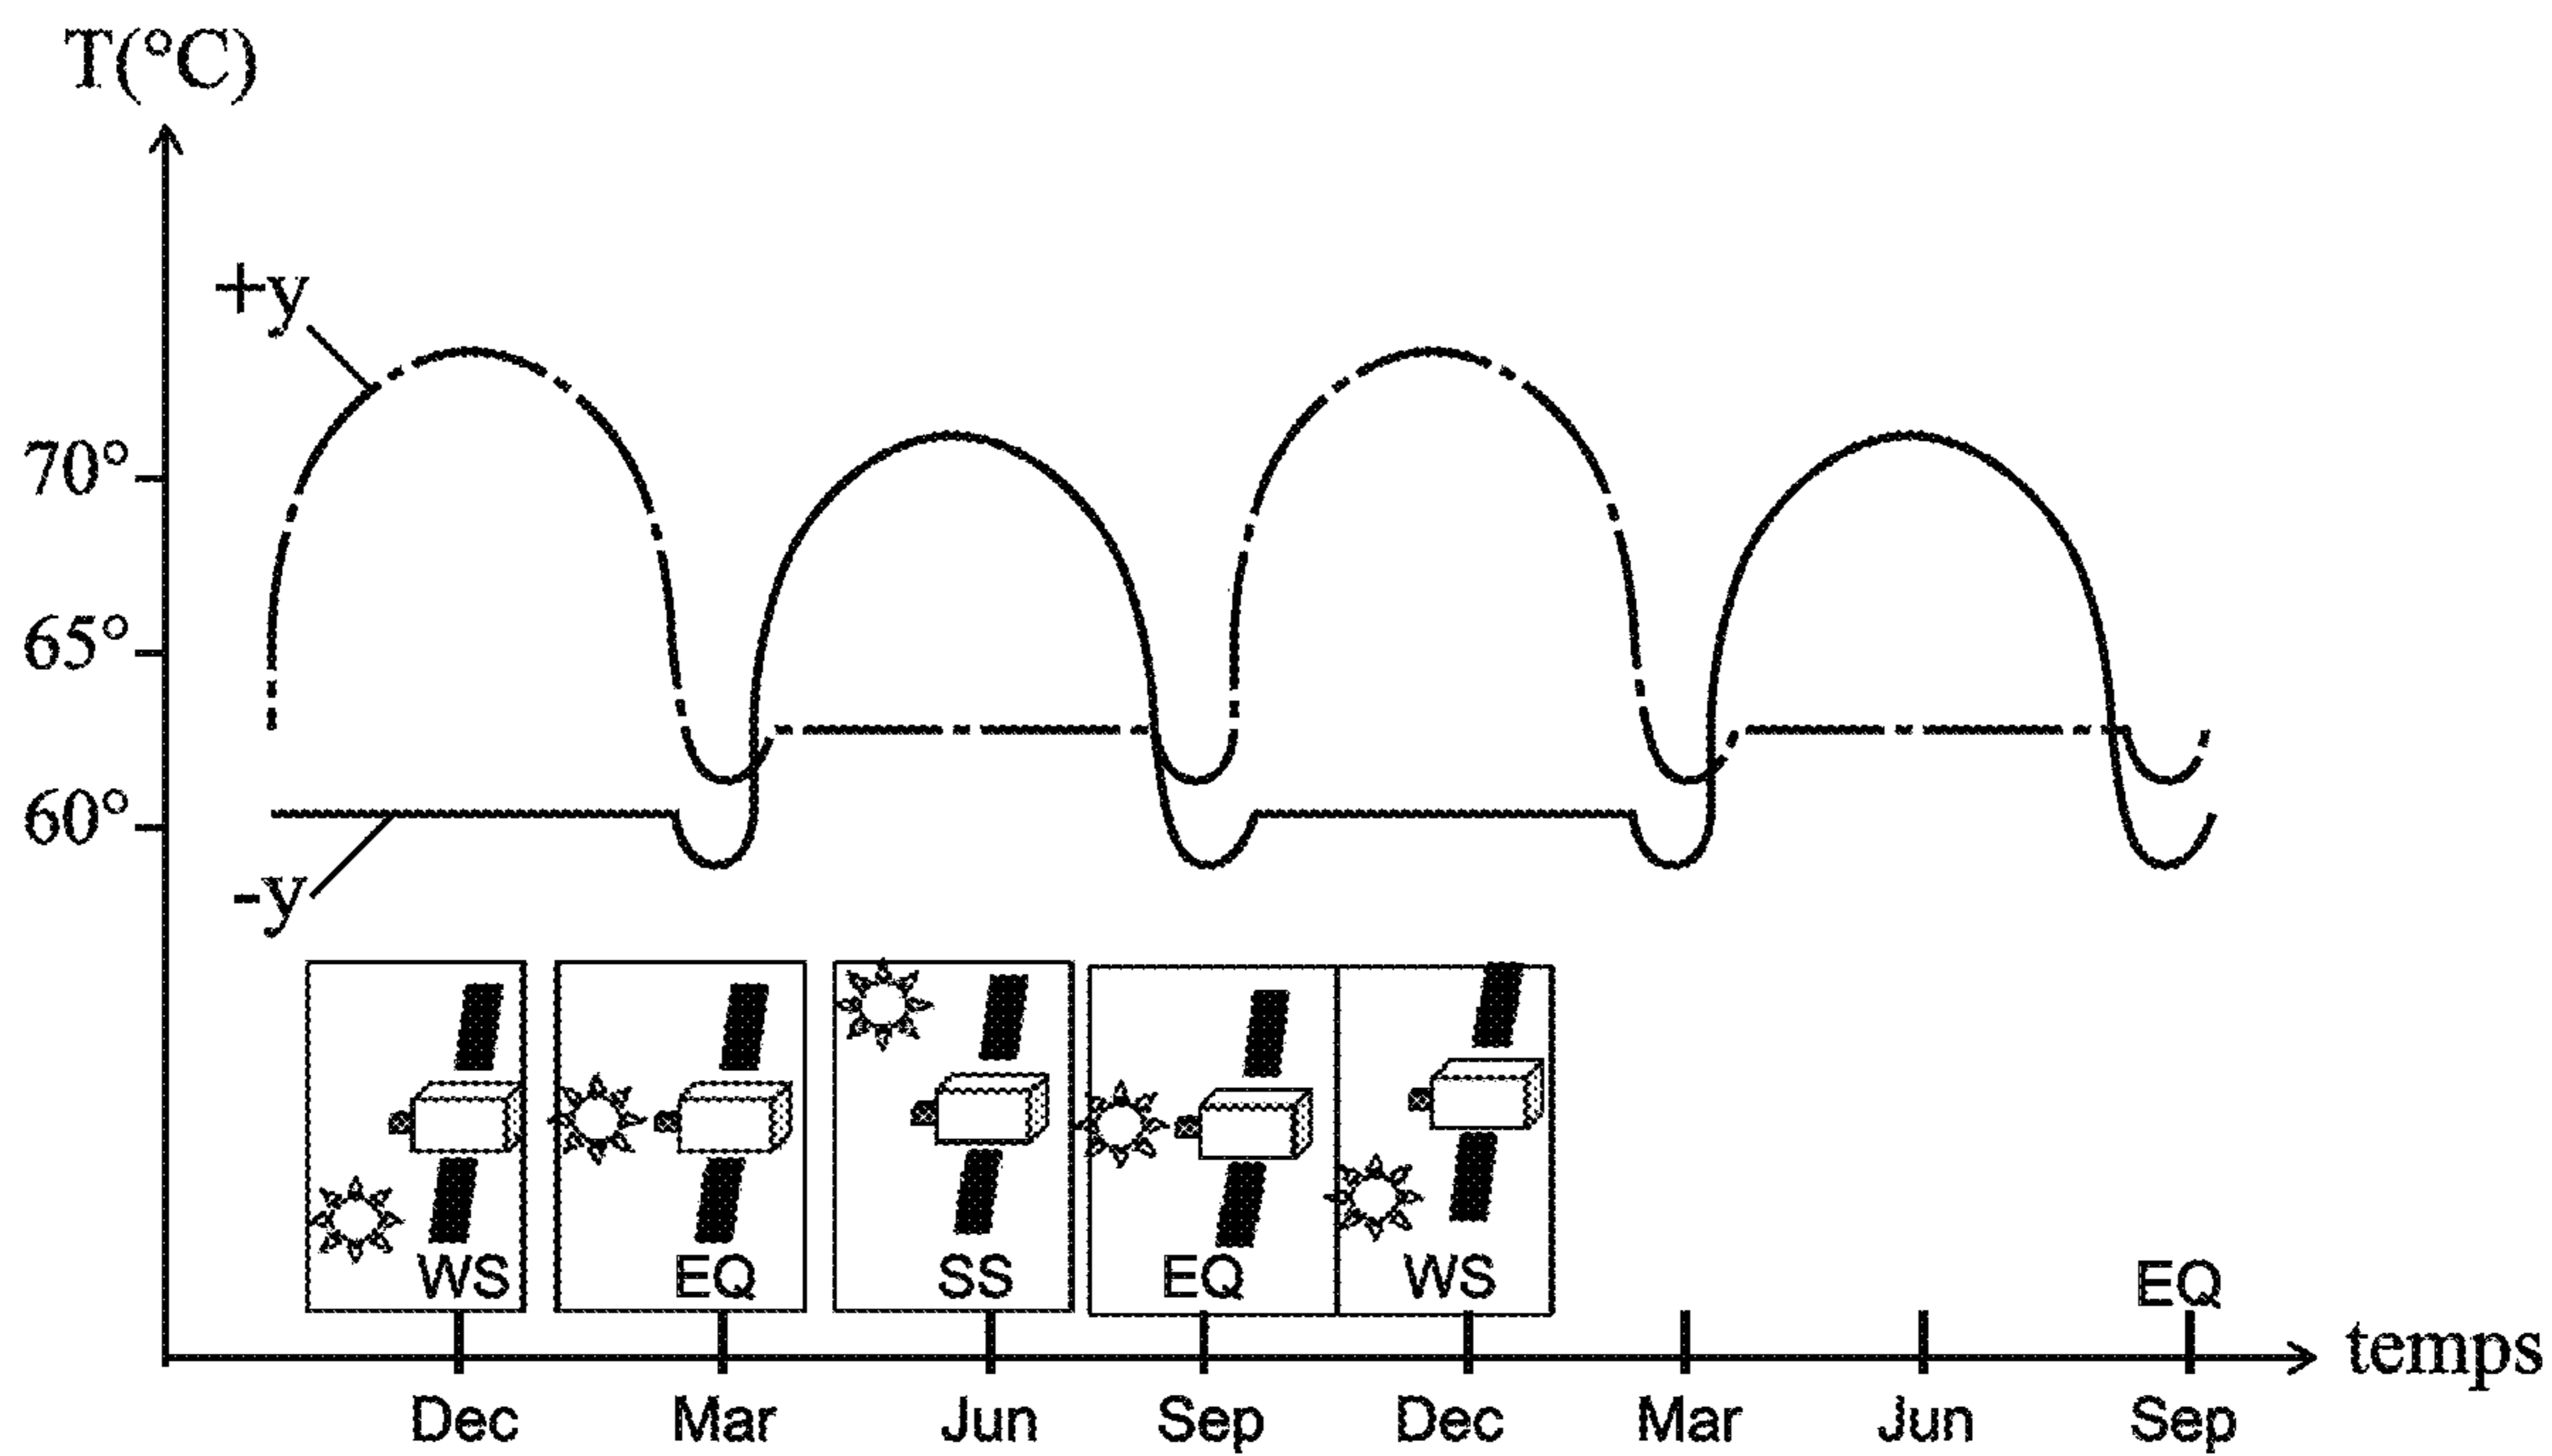 T(°C)
+y
70°
65°
60°
-y
WS EQ SS EQ WS EQ
temps
Dec Mar Jun Sep Dec Mar Jun Sep